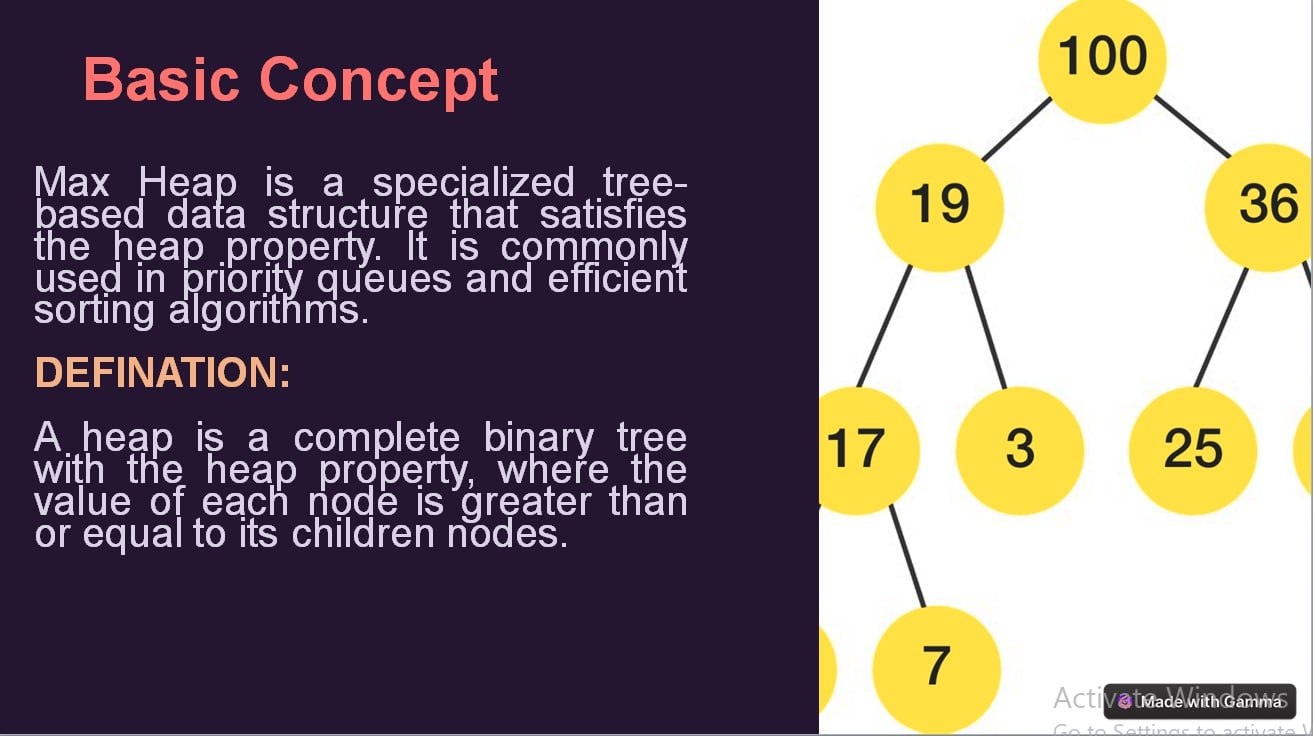 Basic Concept
Max Heap is a specialized tree-
based data structure that satisfies
the heap property. It is commonly
used in priority queues and efficient
sorting algorithms.
DEFINATION:
A heap is a complete binary tree
with the heap property, where the
value of each node is greater than
or equal to its children nodes.
100
19
36
17
3
25
7
Activate Windows
Made with Gamma
Go to Settings to activate